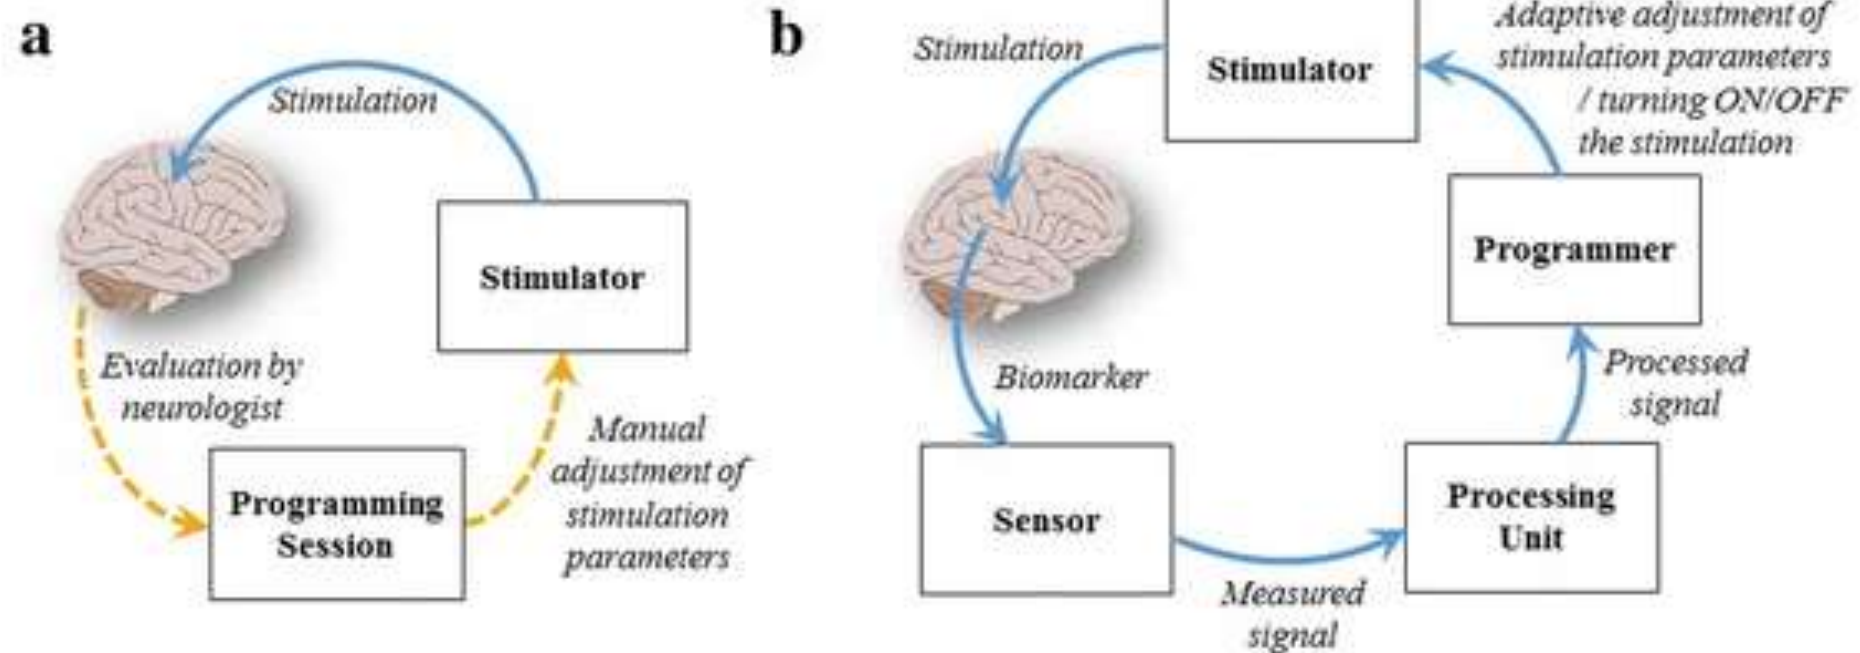 a
Stimulation
Stimulator
Evaluation by
neurologist
Manual
adjustment of
stimulation
parameters
Programming
Session
b
Stimulation
Stimulator
Adaptive adjustment of
stimulation parameters
/ turning ON/OFF
the stimulation
Programmer
Biomarker
Processed
signal
Sensor
Processing
Unit
Measured
signal